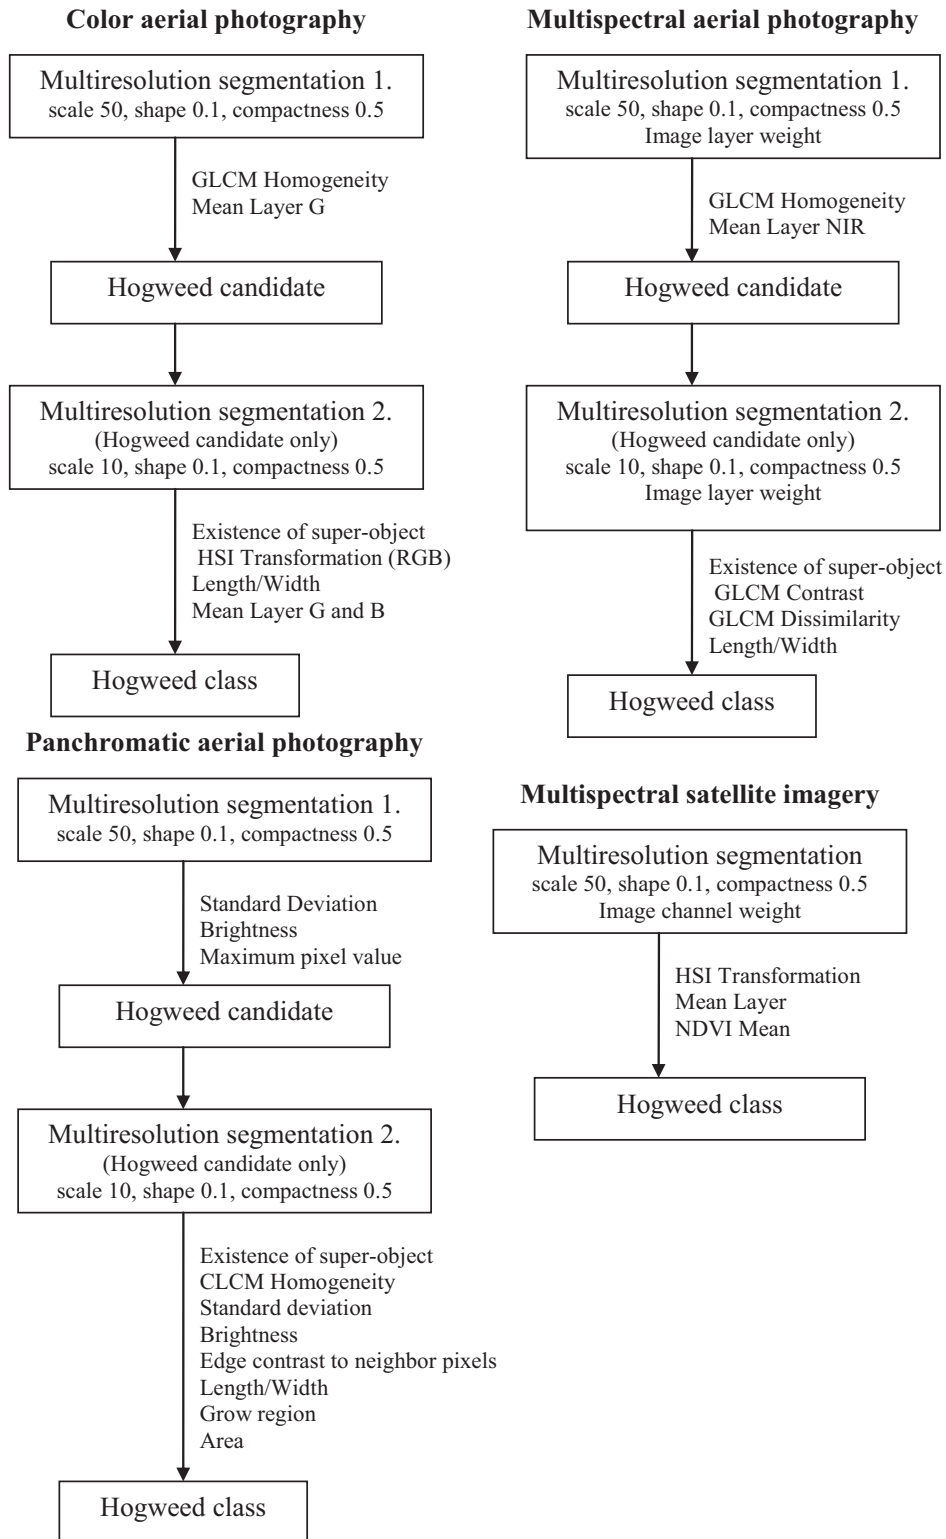 Color aerial photography
Multiresolution segmentation 1.
scale 50, shape 0.1, compactness 0.5
GLCM Homogeneity
Mean Layer G
Hogweed candidate
Multiresolution segmentation 2.
(Hogweed candidate only)
scale 10, shape 0.1, compactness 0.5
Existence of super-object
HSI Transformation (RGB)
Length/Width
Mean Layer G and B
Hogweed class
Multispectral aerial photography
Multiresolution segmentation 1.
scale 50, shape 0.1, compactness 0.5
Image layer weight
GLCM Homogeneity
Mean Layer NIR
Hogweed candidate
Multiresolution segmentation 2.
(Hogweed candidate only)
scale 10, shape 0.1, compactness 0.5
Image layer weight
Existence of super-object
GLCM Contrast
GLCM Dissimilarity
Length/Width
Hogweed class
Panchromatic aerial photography
Multiresolution segmentation 1.
scale 50, shape 0.1, compactness 0.5
Standard Deviation
Brightness
Maximum pixel value
Hogweed candidate
Multiresolution segmentation 2.
(Hogweed candidate only)
scale 10, shape 0.1, compactness 0.5
Existence of super-object
CLCM Homogeneity
Standard deviation
Brightness
Edge contrast to neighbor pixels
Length/Width
Grow region
Area
Hogweed class
Multispectral satellite imagery
Multiresolution segmentation
scale 50, shape 0.1, compactness 0.5
Image channel weight
HSI Transformation
Mean Layer
NDVI Mean
Hogweed class